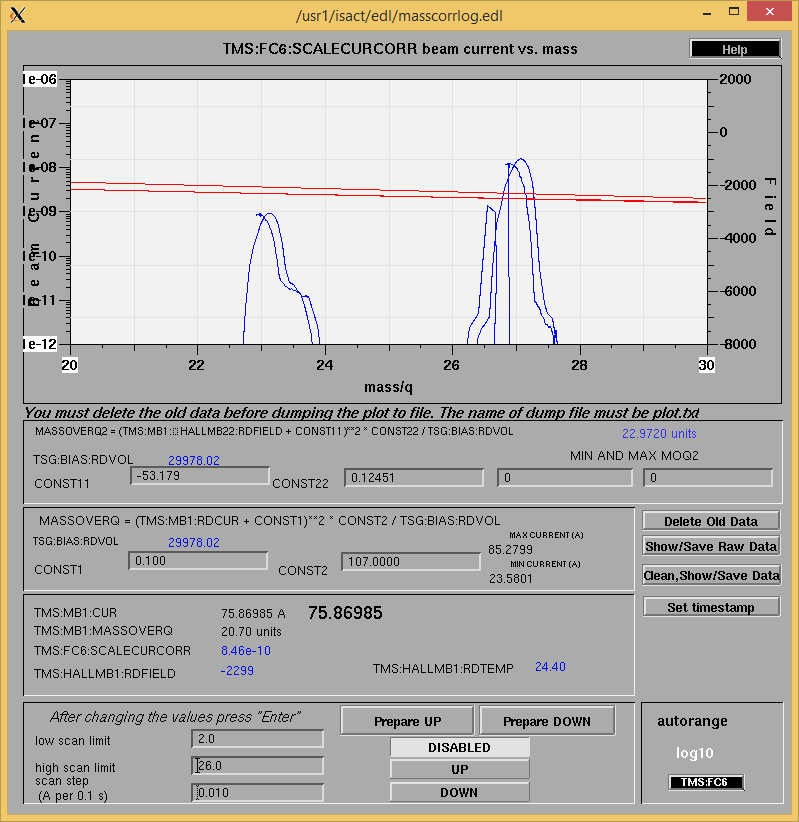 /usr1/isact/edl/masscorrlog.edl
TMS:FC6:SCALECURCORR beam current vs. mass
Help
1e-06
1e-07
1e-08
1e-09
1e-10
1e-11
1e-12
Beam Current
2000
0
-2000
-4000
-6000
-8000
Field
20 22 24 26 28 30
mass/q
You must delete the old data before dumping the plot to file. The name of dump file must be plot.txt
MASSOVERQ2 = (TMS:MB1: HALLMB22:RDFIELD + CONST11)**2 * CONST22 / TSG:BIAS:RDVOL
22.9720 units
TSG:BIAS:RDVOL 29978.02
MIN AND MAX MOQ2
CONST11 -53.179 CONST22 0.12451 0 0
MASSOVERQ = (TMS:MB1:RDCUR + CONST1)**2 * CONST2 / TSG:BIAS:RDVOL
TSG:BIAS:RDVOL 29978.02
MAX CURRENT (A)
85.2799
MIN CURRENT (A)
23.5801
CONST1 0.100 CONST2 107.0000
Delete Old Data
Show/Save Raw Data
Clean,Show/Save Data
Set timestamp
TMS:MB1:CUR 75.86985 A 75.86985
TMS:MB1:MASSOVERQ 20.70 units
TMS:FC6:SCALECURCORR 8.46e-10
TMS:HALLMB1:RDFIELD -2299
TMS:HALLMB1:RDTEMP 24.40
After changing the values press "Enter"
low scan limit 2.0
high scan limit 26.0
scan step
(A per 0.1 s) 0.010
Prepare UP
Prepare DOWN
DISABLED
UP
DOWN
autorange
log10
TMS:FC6